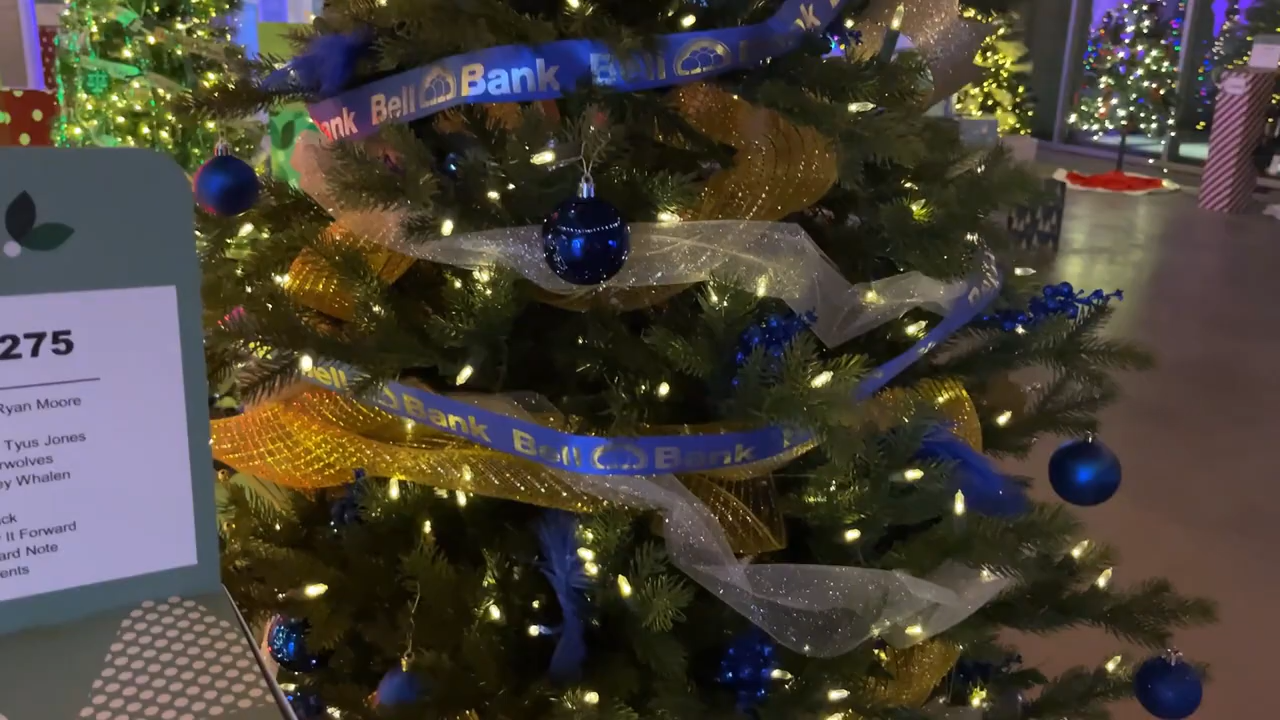 Bank Bell Bank Bell
275
Ryan Moore
Tyus Jones
rwolves
ey Whalen
ck
It Forward
ard Note
ents
Bell Bank Bell Bank